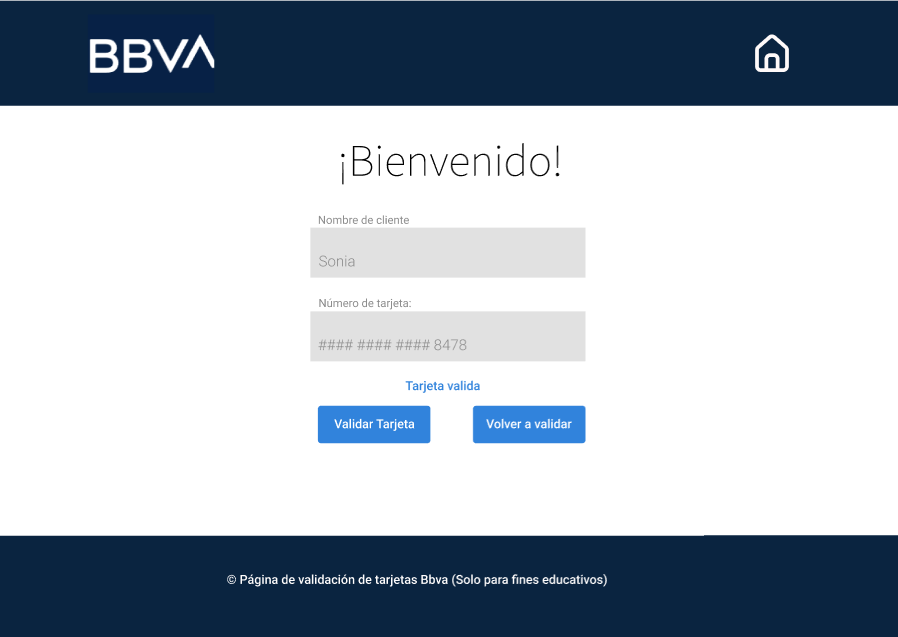 BBVA
¡Bienvenido!
Nombre de cliente
Sonia
Número de tarjeta:
#### #### #### 8478
Tarjeta valida
Validar Tarjeta
Volver a validar
© Página de validación de tarjetas Bbva (Solo para fines educativos)